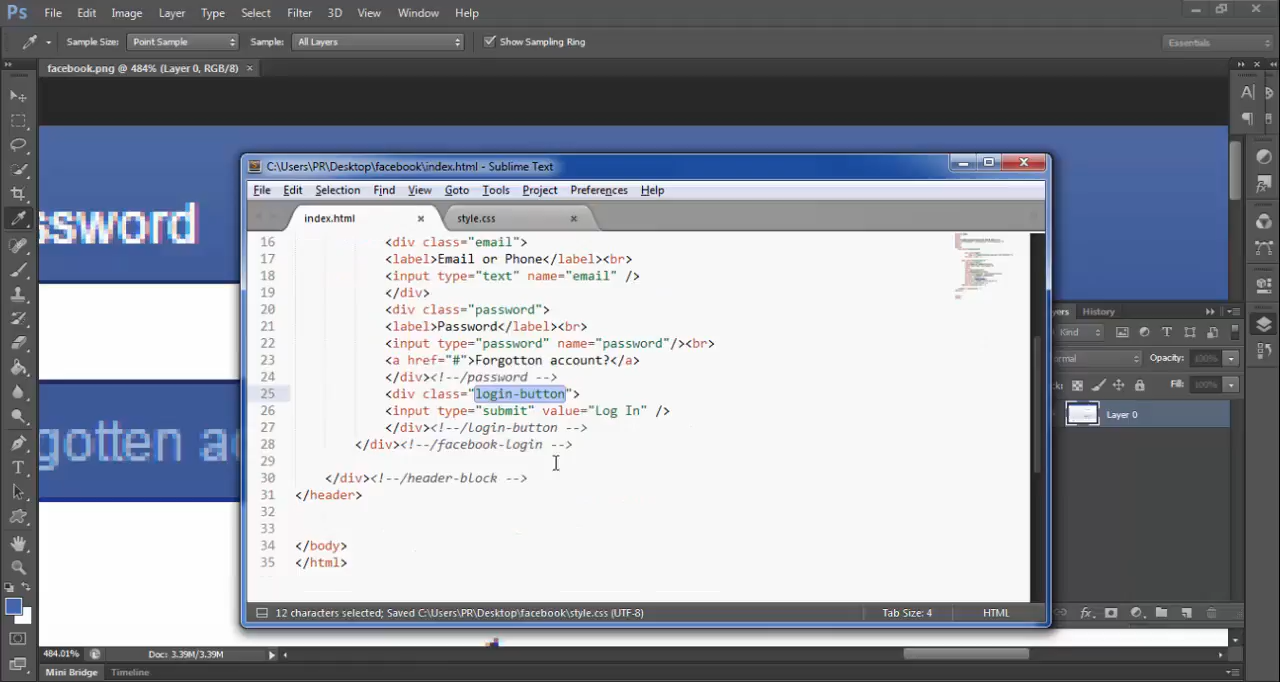 Ps File Edit Image Layer Type Select Filter 3D View Window Help
Sample Size: Point Sample Sample: All Layers Show Sampling Ring Essentials
facebook.png @ 484% (Layer 0, RGB/8) ×
ssword
gotten ac
C:\Users\PR\Desktop\facebook\index.html - Sublime Text
File Edit Selection Find View Goto Tools Project Preferences Help
index.html × style.css ×
16 <div class="email">
17 <label>Email or Phone</label><br>
18 <input type="text" name="email" />
19 </div>
20 <div class="password">
21 <label>Password</label><br>
22 <input type="password" name="password"/><br>
23 <a href="#">Forgotton account?</a>
24 </div><!--/password -->
25 <div class="login-button">
26 <input type="submit" value="Log In" />
27 </div><!--/login-button -->
28 </div><!--/facebook-Login -->
29
30 </div><!--/header-block -->
31 </header>
32
33
34 </body>
35 </html>
12 characters selected; Saved C:\Users\PR\Desktop\facebook\style.css (UTF-8) Tab Size: 4 HTML
yers History
Kind
ormal Opacity: 100%
Fill: 100%
Layer 0
484.01% Doc: 3.39M/3.39M
Mini Bridge Timeline